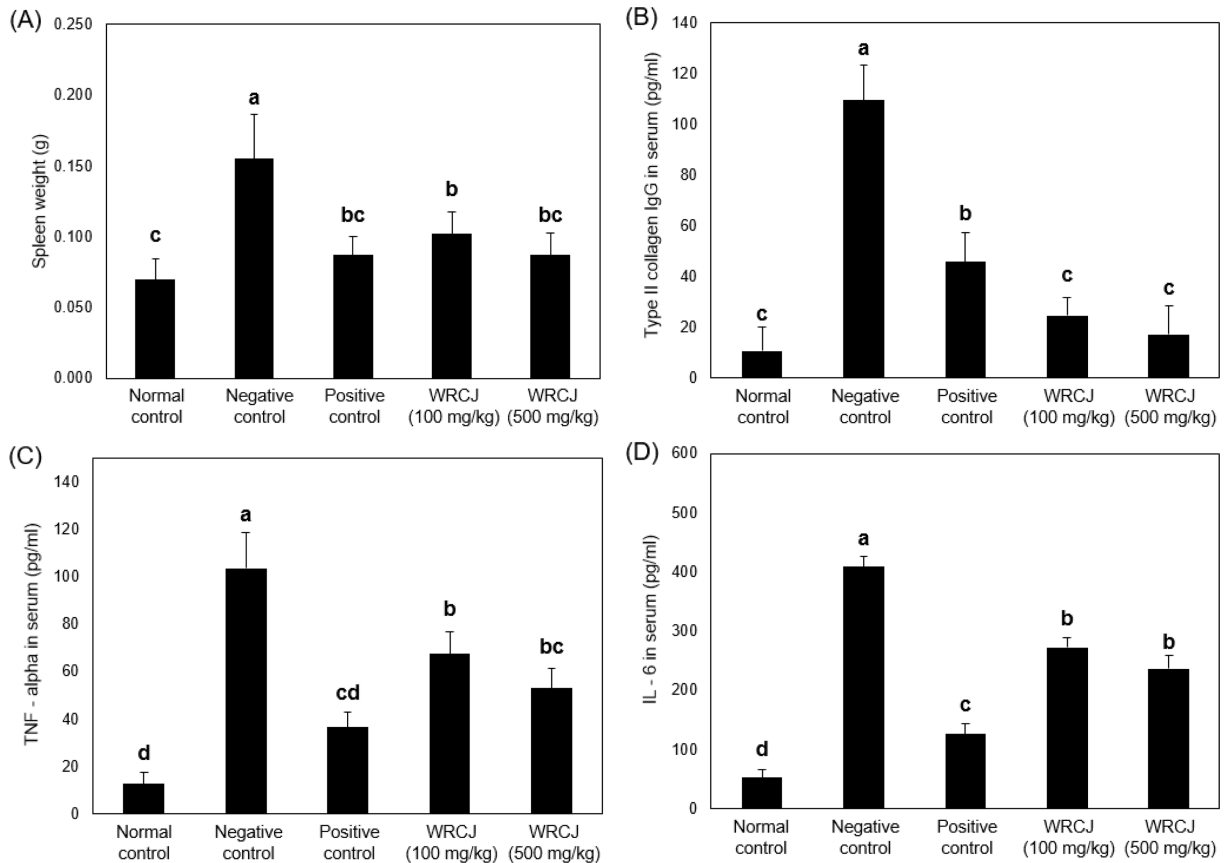 (A)
Spleen weight (g)
0.250
0.200
0.150
0.100
0.050
0.000
c
a
bc
b
bc
Normal control
Negative control
Positive control
WRCJ (100 mg/kg)
WRCJ (500 mg/kg)
(B)
Type II collagen IgG in serum (pg/ml)
140
120
100
80
60
40
20
0
c
a
b
c
c
Normal control
Negative control
Positive control
WRCJ (100 mg/kg)
WRCJ (500 mg/kg)
(C)
TNF - alpha in serum (pg/ml)
140
120
100
80
60
40
20
0
d
a
cd
b
bc
Normal control
Negative control
Positive control
WRCJ (100 mg/kg)
WRCJ (500 mg/kg)
(D)
IL - 6 in serum (pg/ml)
600
500
400
300
200
100
0
d
a
c
b
b
Normal control
Negative control
Positive control
WRCJ (100 mg/kg)
WRCJ (500 mg/kg)